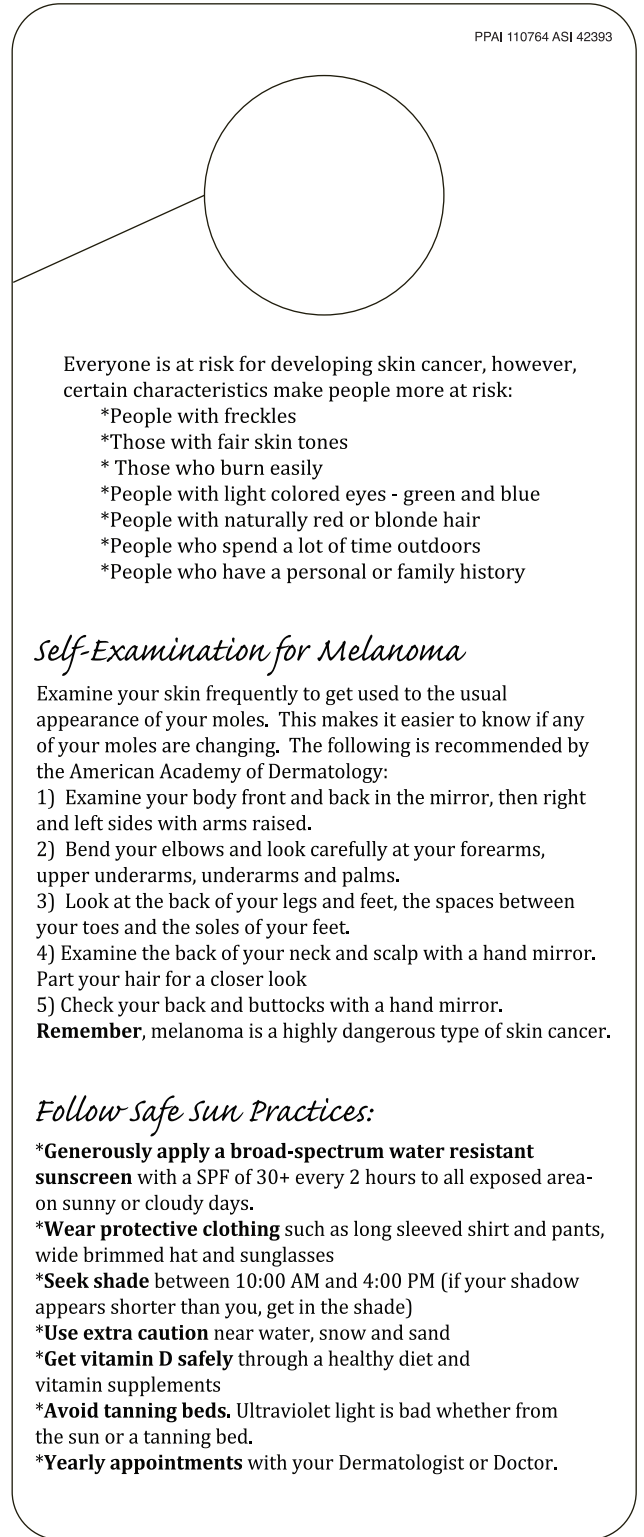 PPAI 110764 ASI 42393
Everyone is at risk for developing skin cancer, however,
certain characteristics make people more at risk:
*People with freckles
*Those with fair skin tones
* Those who burn easily
*People with light colored eyes - green and blue
*People with naturally red or blonde hair
*People who spend a lot of time outdoors
*People who have a personal or family history
Self-Examination for Melanoma
Examine your skin frequently to get used to the usual
appearance of your moles.  This makes it easier to know if any
of your moles are changing.  The following is recommended by
the American Academy of Dermatology:
1)  Examine your body front and back in the mirror, then right
and left sides with arms raised.
2)  Bend your elbows and look carefully at your forearms,
upper underarms, underarms and palms.
3)  Look at the back of your legs and feet, the spaces between
your toes and the soles of your feet.
4) Examine the back of your neck and scalp with a hand mirror.
Part your hair for a closer look
5) Check your back and buttocks with a hand mirror.
Remember, melanoma is a highly dangerous type of skin cancer.
Follow Safe Sun Practices:
*Generously apply a broad-spectrum water resistant
sunscreen with a SPF of 30+ every 2 hours to all exposed area-
on sunny or cloudy days.
*Wear protective clothing such as long sleeved shirt and pants,
wide brimmed hat and sunglasses
*Seek shade between 10:00 AM and 4:00 PM (if your shadow
appears shorter than you, get in the shade)
*Use extra caution near water, snow and sand
*Get vitamin D safely through a healthy diet and
vitamin supplements
*Avoid tanning beds. Ultraviolet light is bad whether from
the sun or a tanning bed.
*Yearly appointments with your Dermatologist or Doctor.